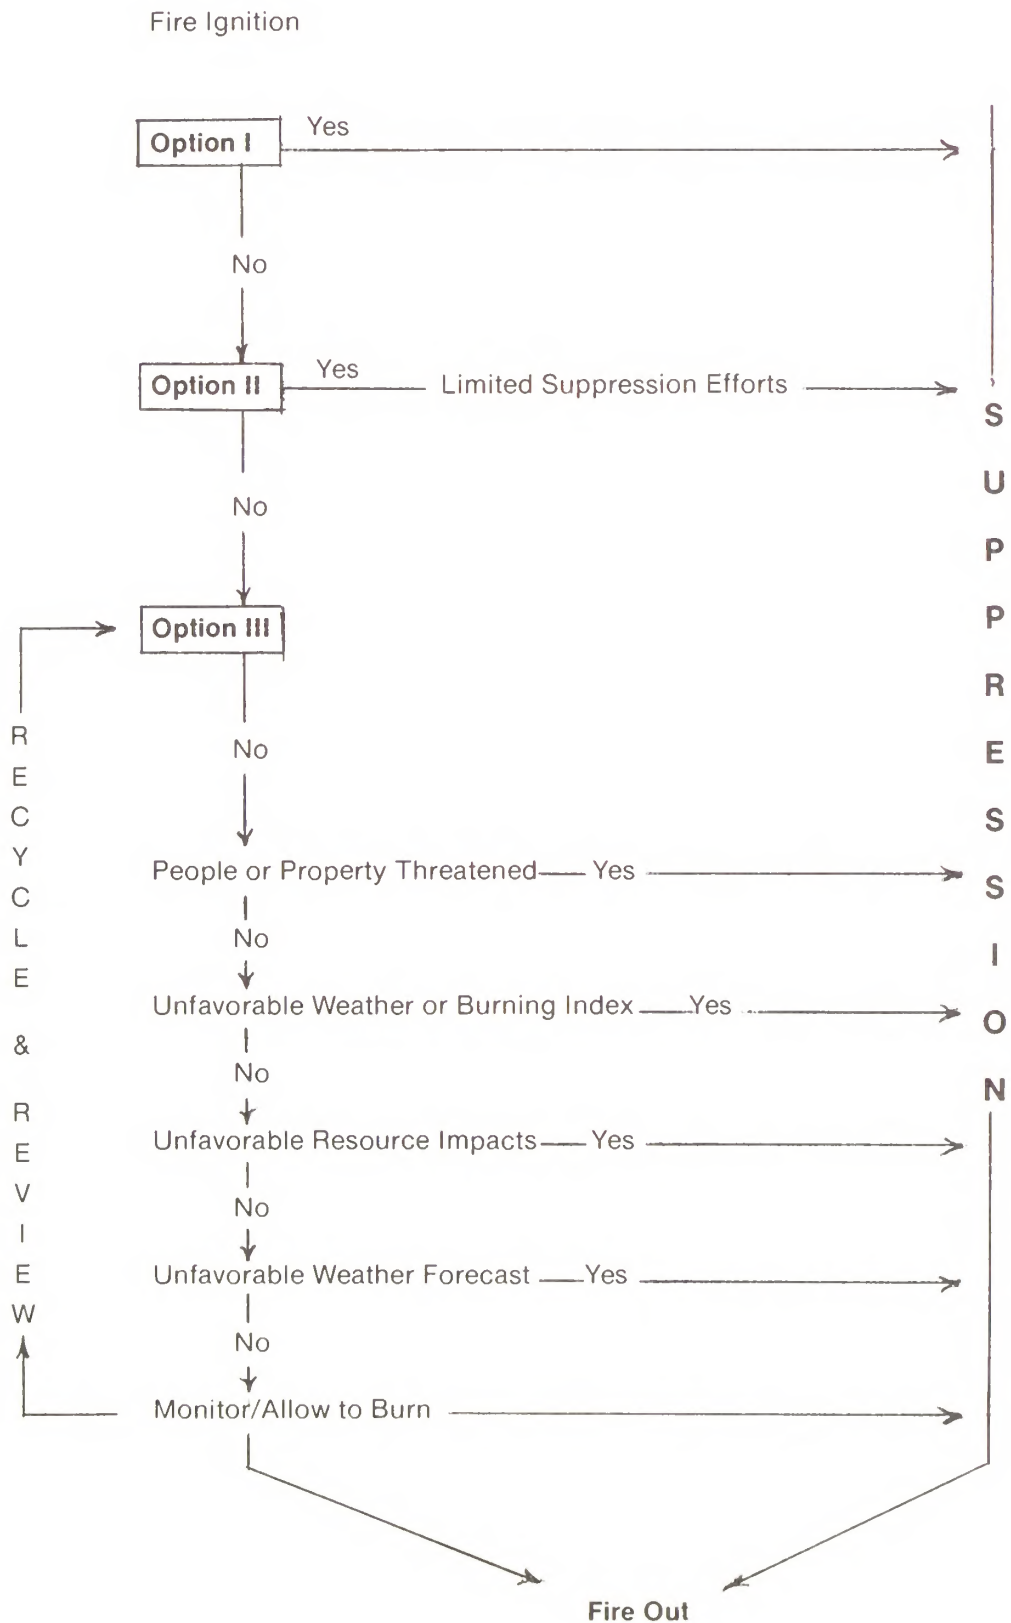 Fire Ignition
Option I
Yes
No
Option II
Yes
Limited Suppression Efforts
No
Option III
No
People or Property Threatened
Yes
No
Unfavorable Weather or Burning Index
Yes
No
Unfavorable Resource Impacts
Yes
No
Unfavorable Weather Forecast
Yes
No
Monitor/Allow to Burn
RECYCLE & REVIEW
SUPPRESSION
Fire Out